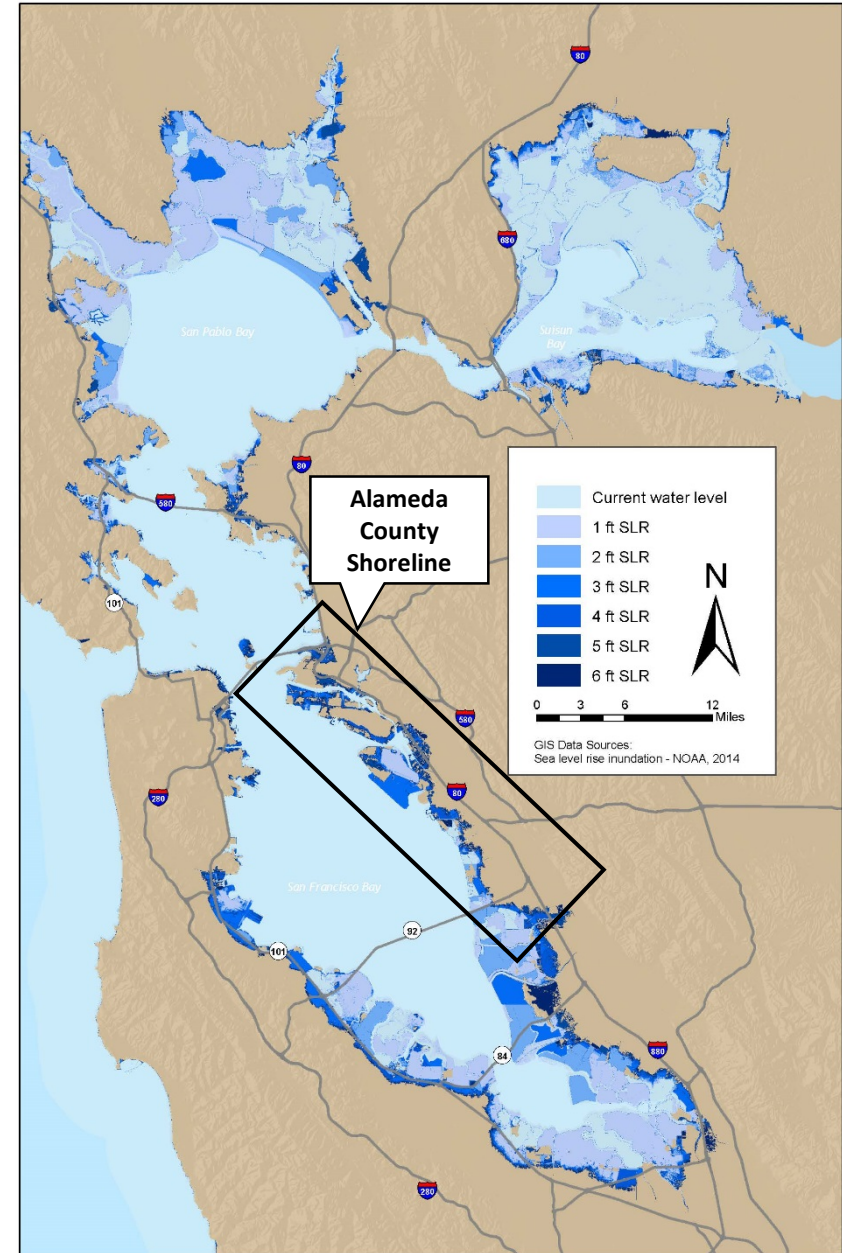 80
680
San Pablo Bay
Suisun
Bay
80
580
101
Alameda
County
Shoreline
Current water level
1 ft SLR
2 ft SLR
3 ft SLR
4 ft SLR
5 ft SLR
6 ft SLR
N
0 3 6 12
Miles
GIS Data Sources:
Sea level rise inundation - NOAA, 2014
580
280
80
San Francisco Bay
92
101
84
880
280